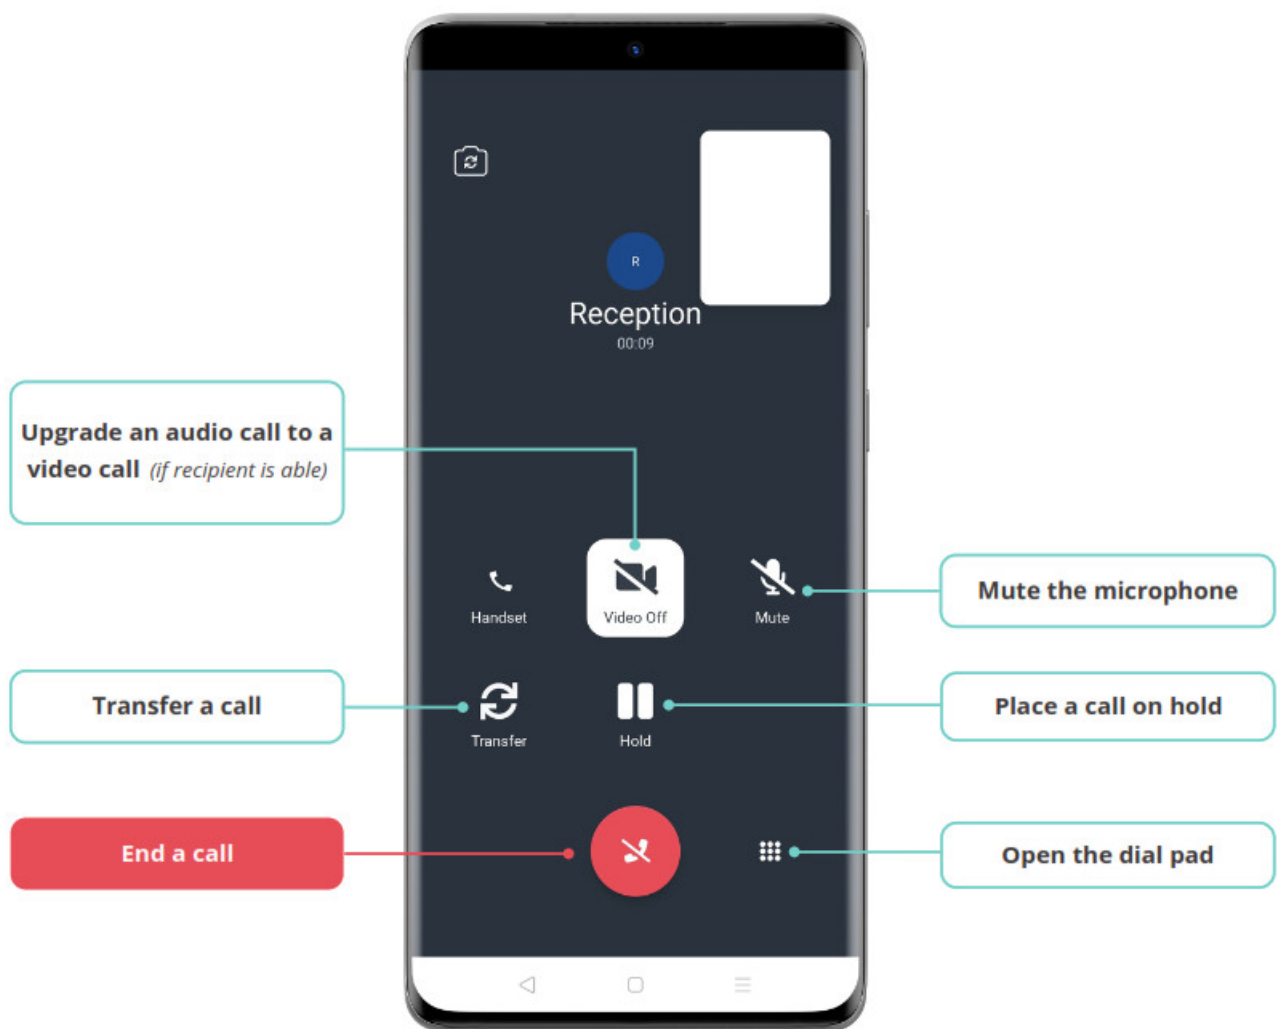 R
Reception
00:09
Upgrade an audio call to a
video call (if recipient is able)
Handset
Video Off
Mute
Mute the microphone
Transfer a call
Transfer
Hold
Place a call on hold
End a call
Open the dial pad